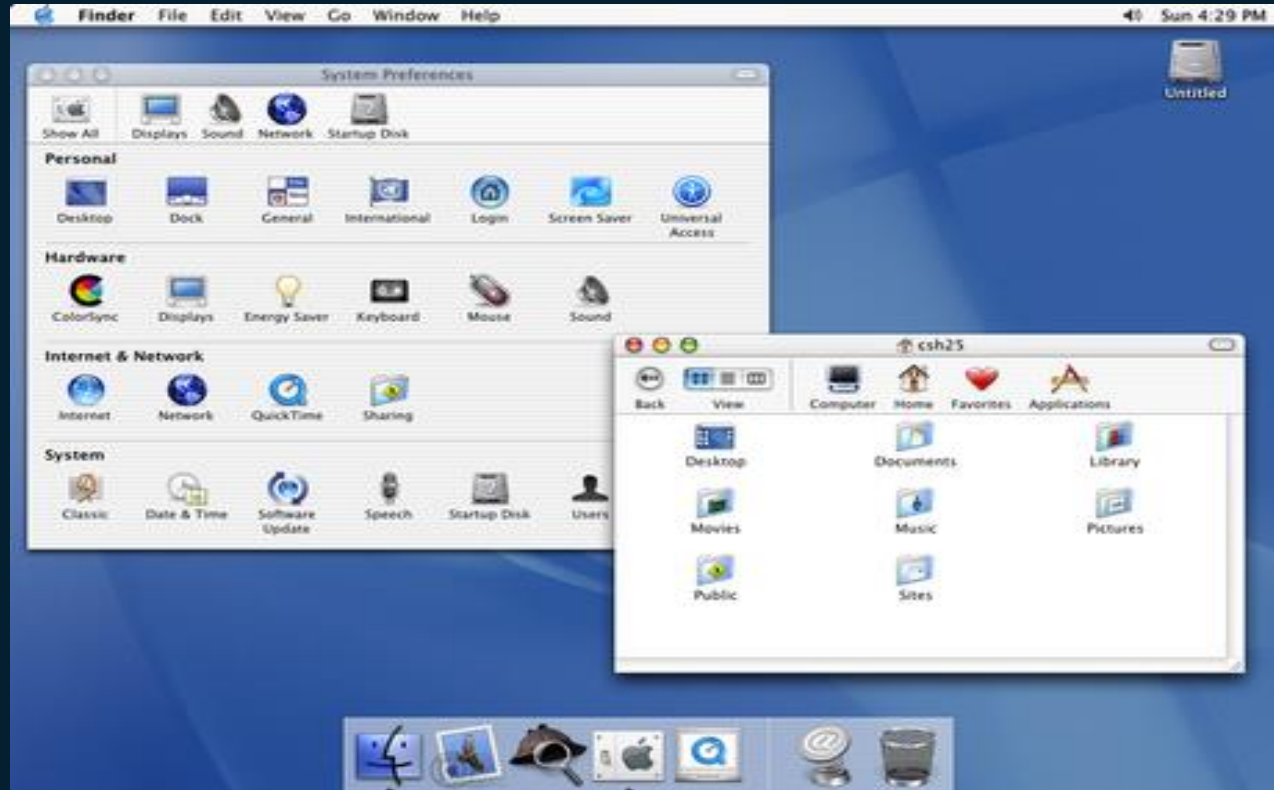 Finder File Edit View Go Window Help Sun 4:29 PM
Untitled
System Preferences
Show All Displays Sound Network Startup Disk
Personal
Desktop Dock General International Login Screen Saver Universal Access
Hardware
ColorSync Displays Energy Saver Keyboard Mouse Sound
Internet & Network
Internet Network QuickTime Sharing
System
Classic Date & Time Software Update Speech Startup Disk Users
csh25
Back View Computer Home Favorites Applications
Desktop Documents Library
Movies Music Pictures
Public Sites